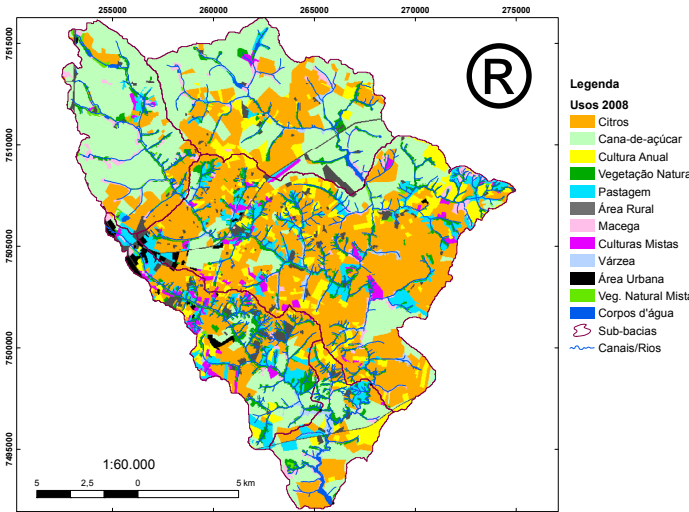 255000 260000 265000 270000 275000
7515000
7510000
7505000
7500000
7495000
®
1:60.000
5 2,5 0 5 km
Legenda
Usos 2008
Citros
Cana-de-açúcar
Cultura Anual
Vegetação Natura
Pastagem
Área Rural
Macega
Culturas Mistas
Várzea
Área Urbana
Veg. Natural Mista
Corpos d'água
Sub-bacias
Canais/Rios